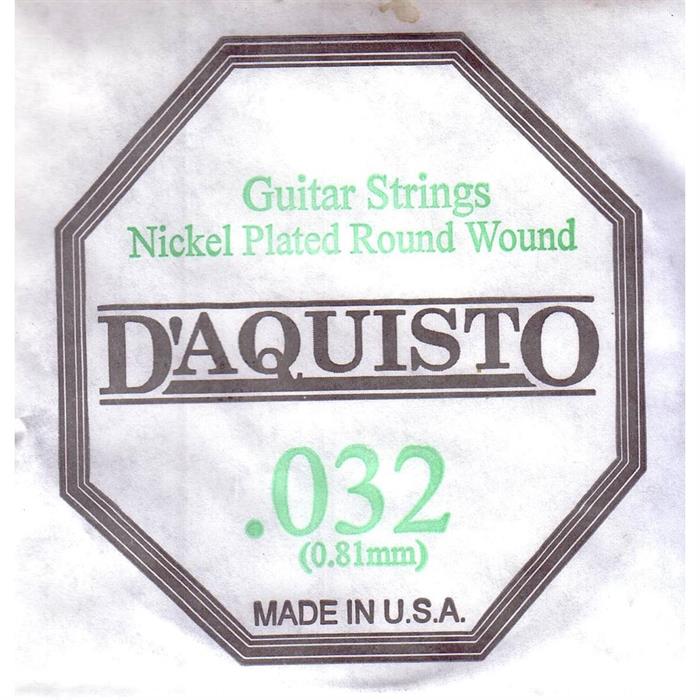 Guitar Strings
Nickel Plated Round Wound
D'AQUISTO
.032
(0.81mm)
MADE IN U.S.A.